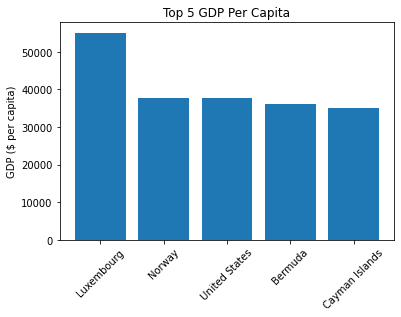 Top 5 GDP Per Capita
GDP ($ per capita)
50000
40000
30000
20000
10000
0
Luxembourg
Norway
United States
Bermuda
Cayman Islands